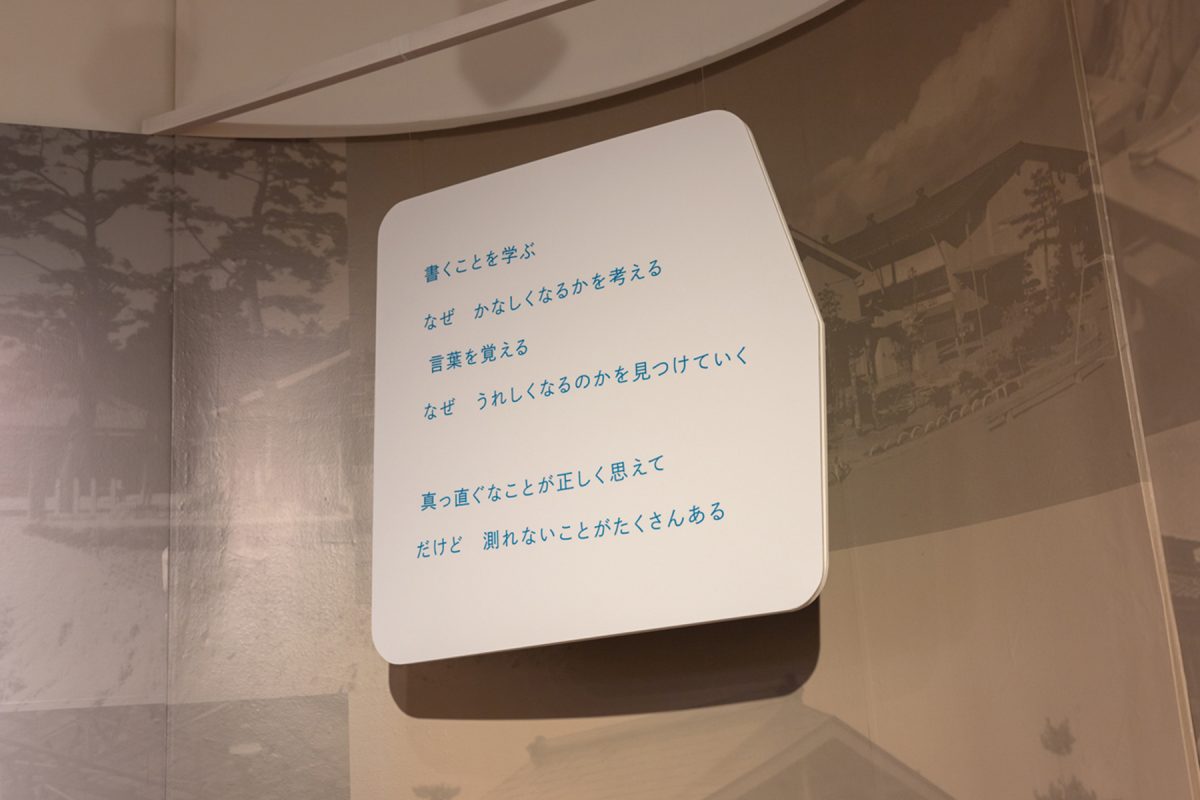 書くことを学ぶ
なぜ　かなしくなるかを考える
言葉を覚える
なぜ　うれしくなるのかを見つけていく
真っ直ぐなことが正しく思えて
だけど　測れないことがたくさんある